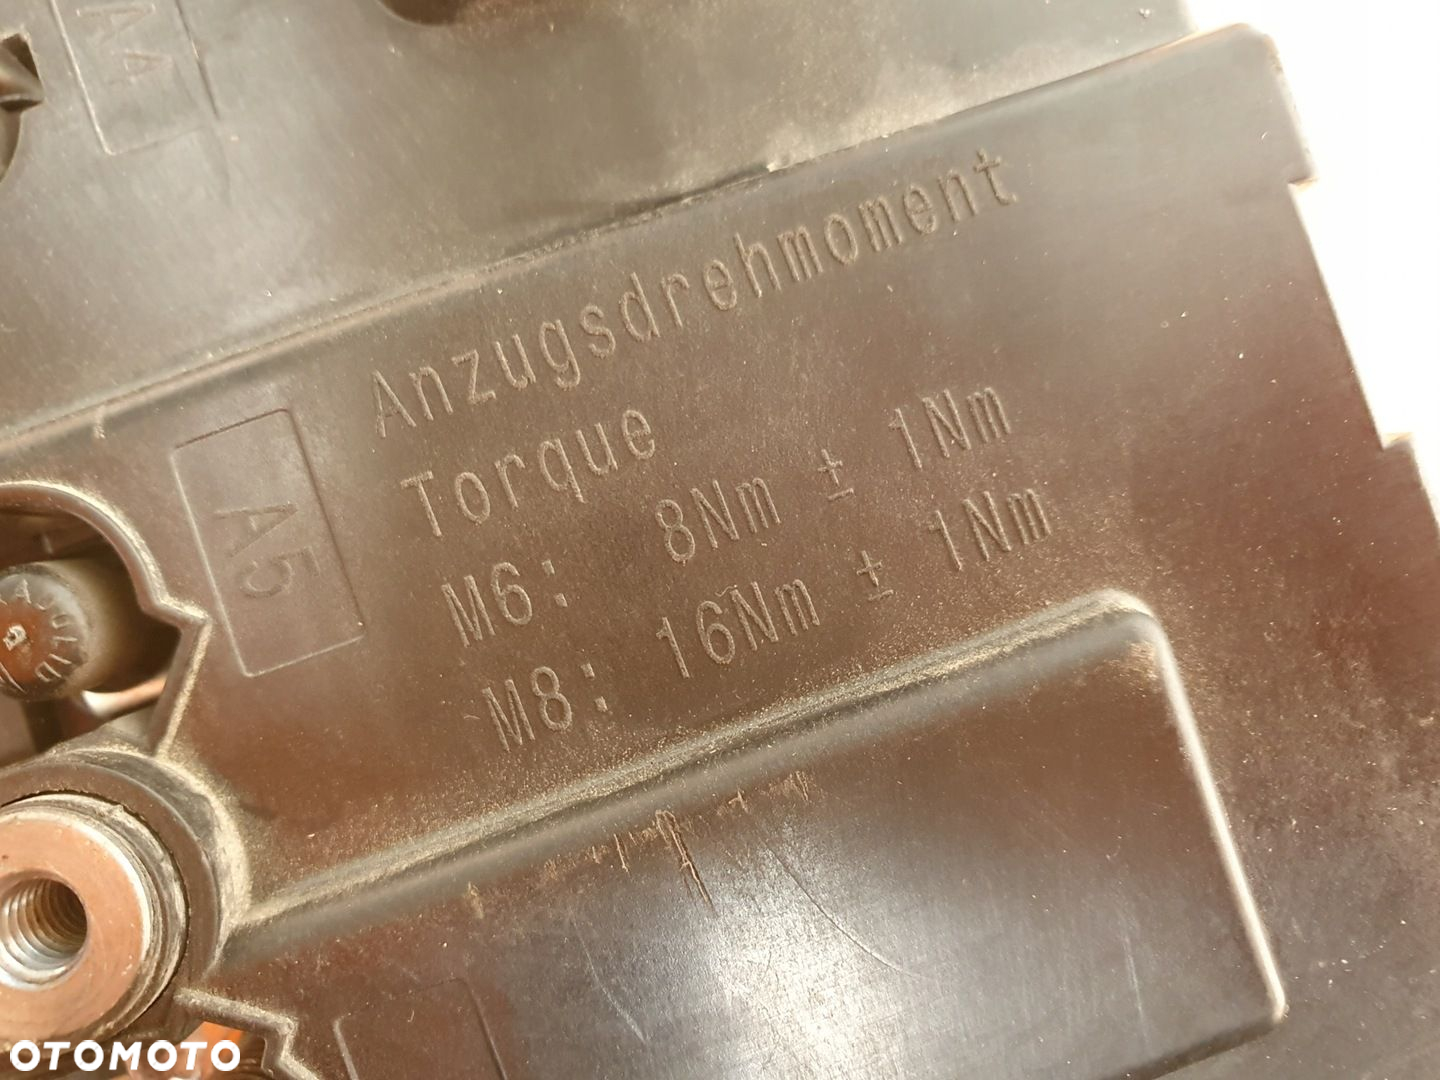 M
Anzugsdrehmoment
Torque
M6: 8Nm ± 1Nm
M8: 16Nm ± 1Nm
A5
OTOMOTO